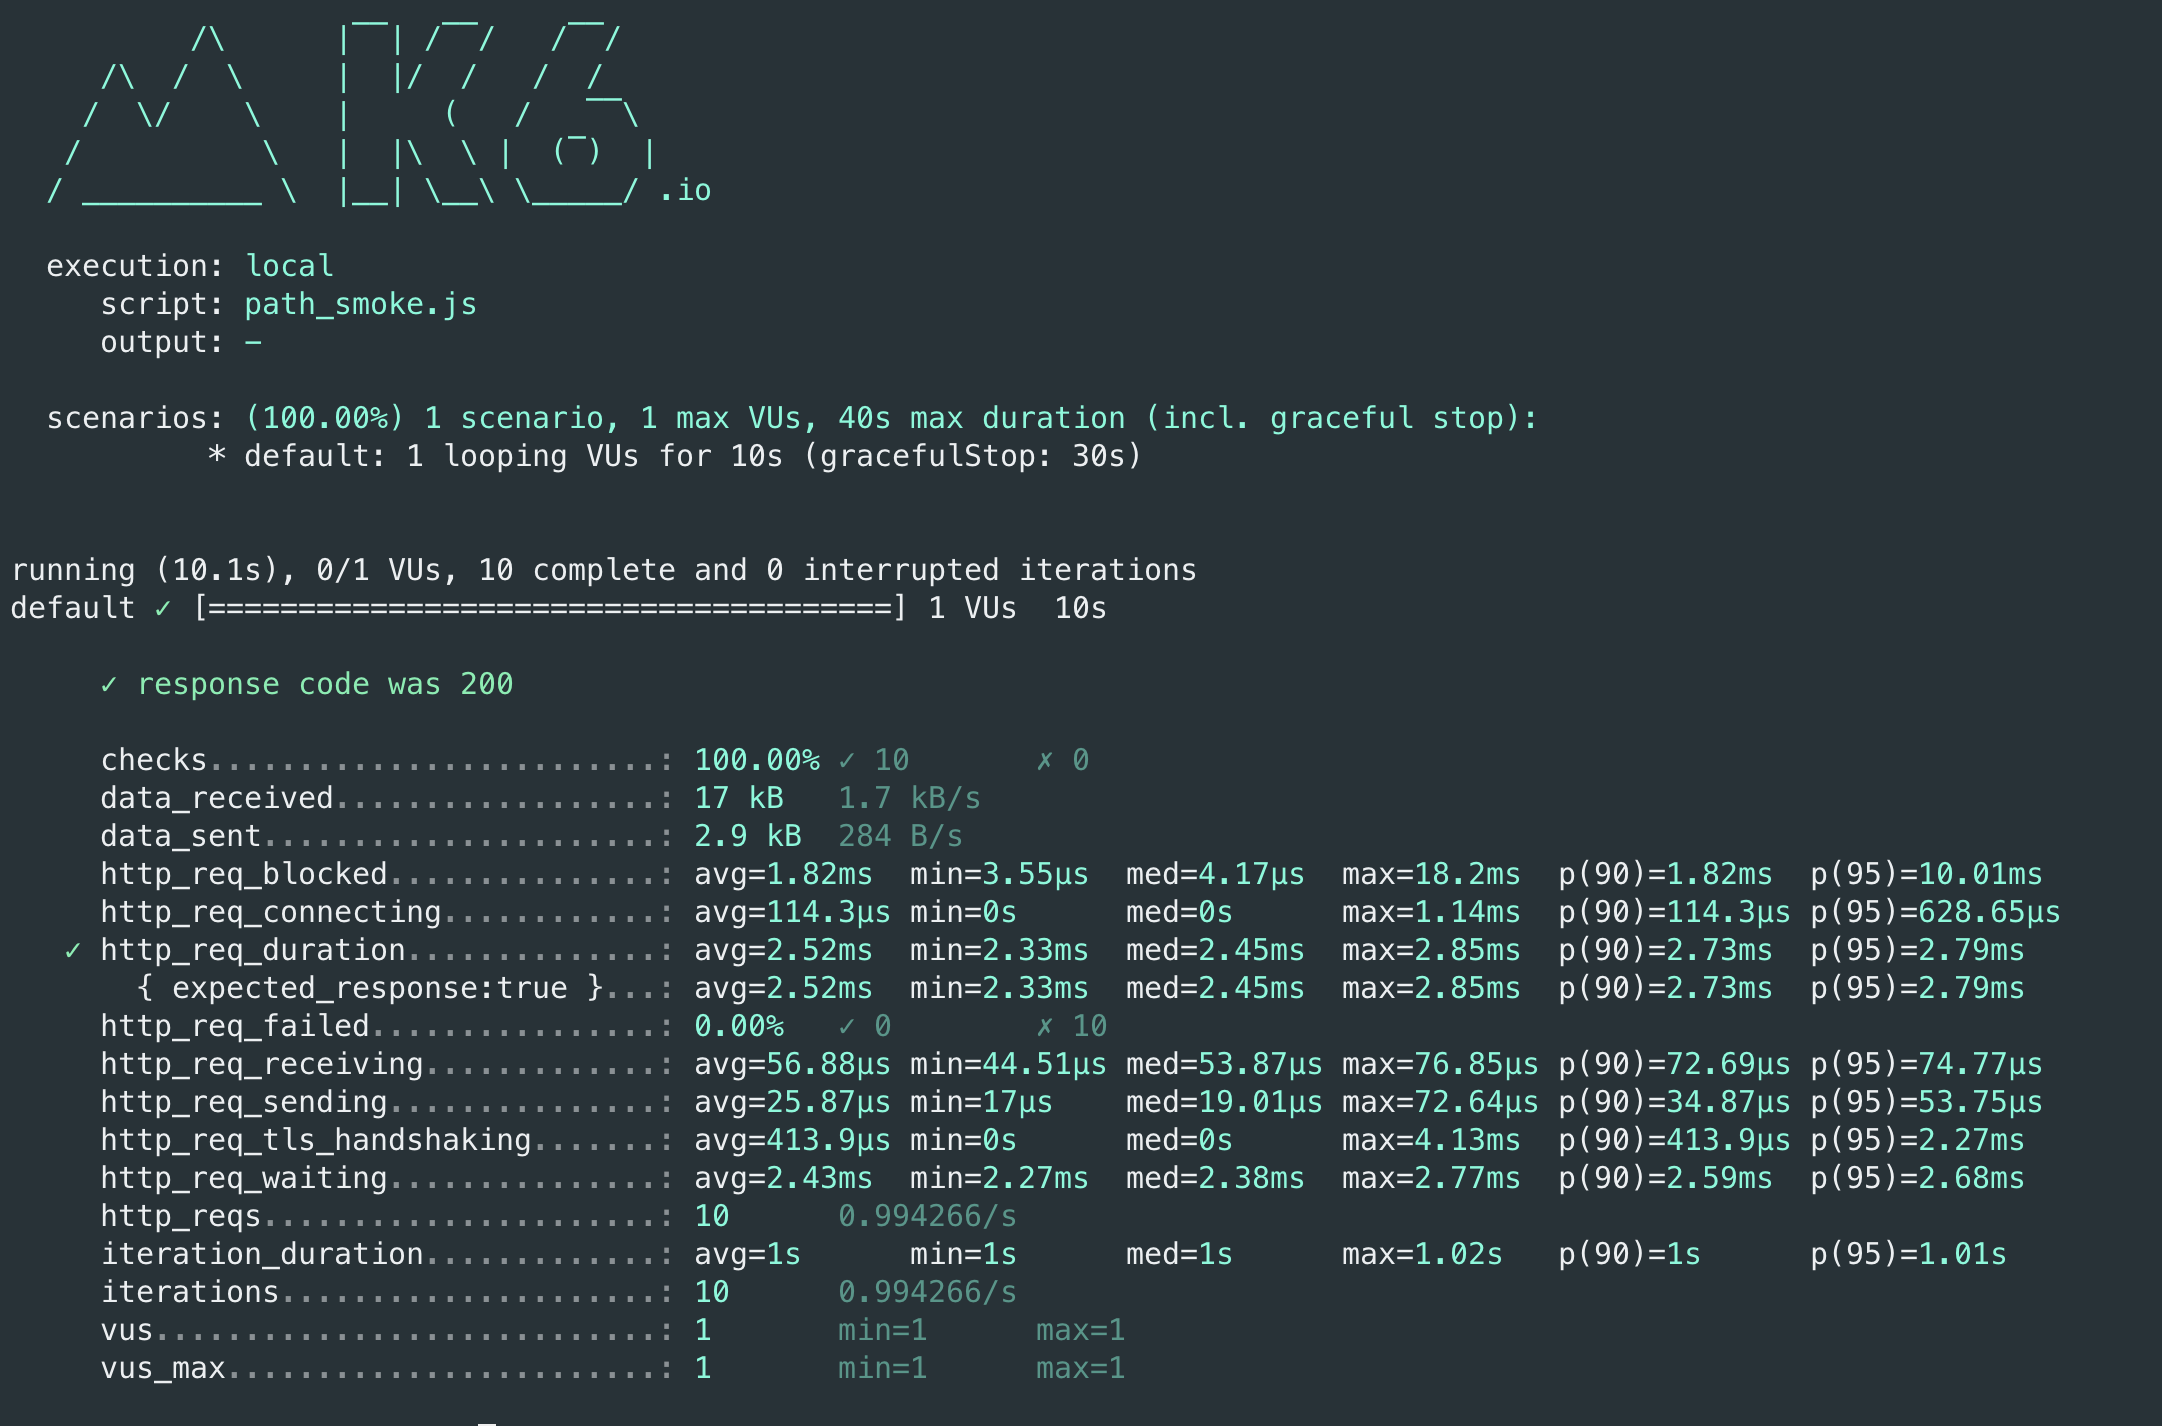 /\      |‾‾| /‾‾/   /‾‾/
     /\  /  \     |  |/  /   /  /
    /  \/    \    |     (   /   ‾‾\
   /          \   |  |\  \ |  (‾)  |
  / __________ \  |__| \__\ \_____/ .io
execution: local
script: path_smoke.js
output: -
scenarios: (100.00%) 1 scenario, 1 max VUs, 40s max duration (incl. graceful stop):
* default: 1 looping VUs for 10s (gracefulStop: 30s)
running (10.1s), 0/1 VUs, 10 complete and 0 interrupted iterations
default ✓ [======================================] 1 VUs  10s
✓ response code was 200
checks.........................: 100.00% ✓ 10       ✗ 0
data_received..................: 17 kB   1.7 kB/s
data_sent......................: 2.9 kB  284 B/s
http_req_blocked...............: avg=1.82ms  min=3.55µs  med=4.17µs  max=18.2ms  p(90)=1.82ms  p(95)=10.01ms
http_req_connecting............: avg=114.3µs min=0s      med=0s      max=1.14ms  p(90)=114.3µs p(95)=628.65µs
✓ http_req_duration..............: avg=2.52ms  min=2.33ms  med=2.45ms  max=2.85ms  p(90)=2.73ms  p(95)=2.79ms
{ expected_response:true }...: avg=2.52ms  min=2.33ms  med=2.45ms  max=2.85ms  p(90)=2.73ms  p(95)=2.79ms
http_req_failed................: 0.00%   ✓ 0        ✗ 10
http_req_receiving.............: avg=56.88µs min=44.51µs med=53.87µs max=76.85µs p(90)=72.69µs p(95)=74.77µs
http_req_sending...............: avg=25.87µs min=17µs    med=19.01µs max=72.64µs p(90)=34.87µs p(95)=53.75µs
http_req_tls_handshaking.......: avg=413.9µs min=0s      med=0s      max=4.13ms  p(90)=413.9µs p(95)=2.27ms
http_req_waiting...............: avg=2.43ms  min=2.27ms  med=2.38ms  max=2.77ms  p(90)=2.59ms  p(95)=2.68ms
http_reqs......................: 10      0.994266/s
iteration_duration.............: avg=1s      min=1s      med=1s      max=1.02s   p(90)=1s      p(95)=1.01s
iterations.....................: 10      0.994266/s
vus............................: 1       min=1      max=1
vus_max........................: 1       min=1      max=1